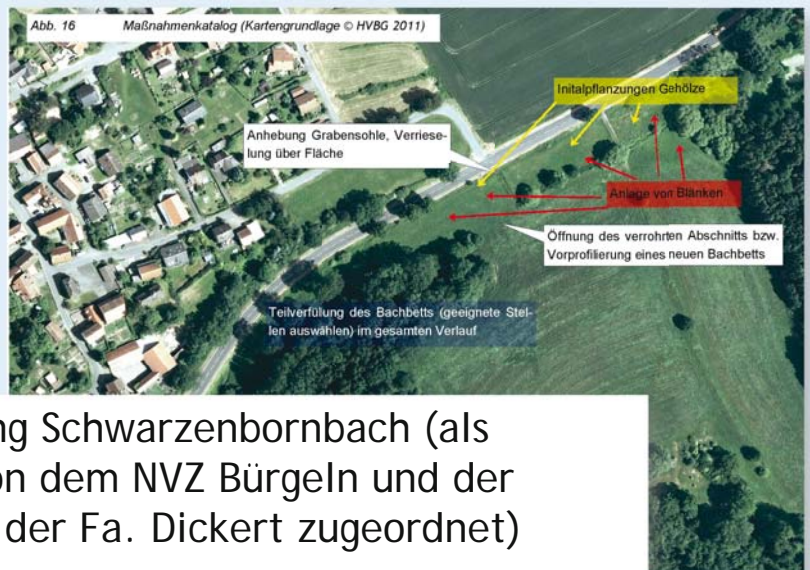 Abb. 16 Maßnahmenkatalog (Kartengrundlage © HVBG 2011)
Initalpflanzungen Gehölze
Anhebung Grabensohle, Verriese-
lung über Fläche
Anlage von Blänken
Öffnung des verrohrten Abschnitts bzw.
Vorprofilierung eines neuen Bachbetts
Teilverfülung des Bachbetts (geeignete Stel-
len auswählen) im gesamten Verlauf
ng Schwarzenbornbach (als
on dem NVZ Bürgeln und der
der Fa. Dickert zugeordnet)